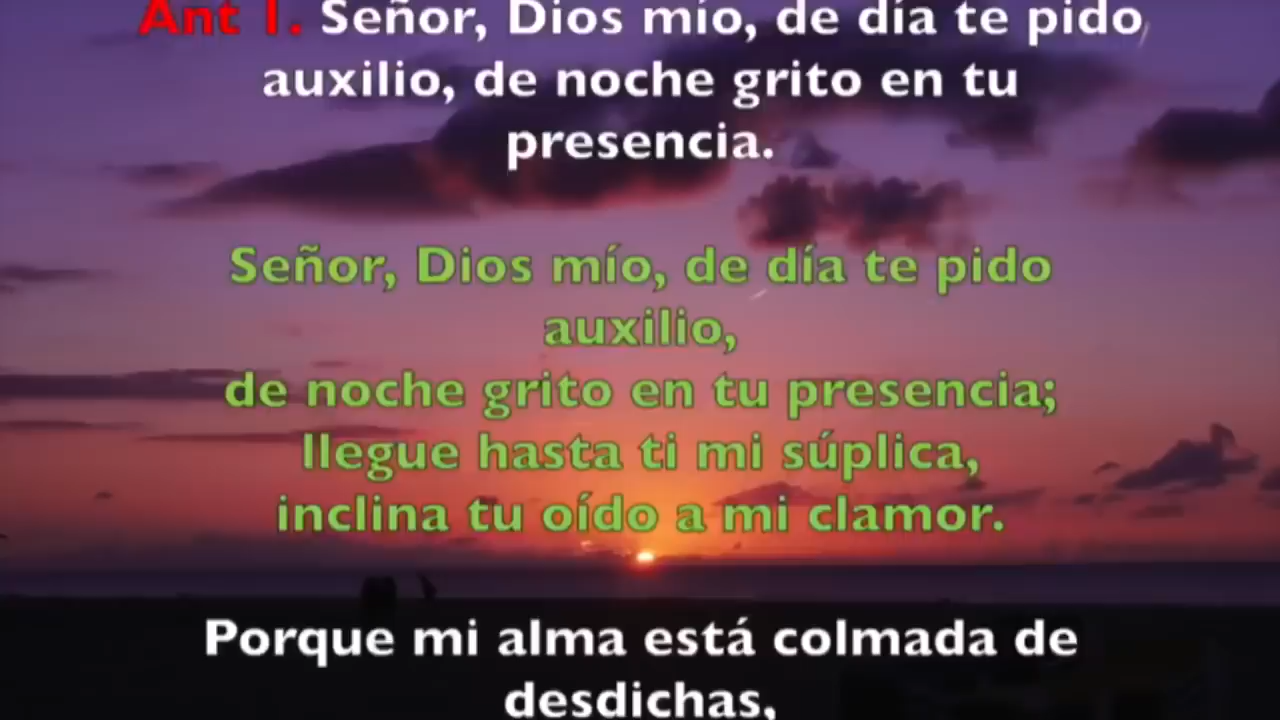 Ant 1. Señor, Dios mío, de día te pido
auxilio, de noche grito en tu
presencia.
Señor, Dios mío, de día te pido
auxilio,
de noche grito en tu presencia;
llegue hasta ti mi súplica,
inclina tu oído a mi clamor.
Porque mi alma está colmada de
desdichas,